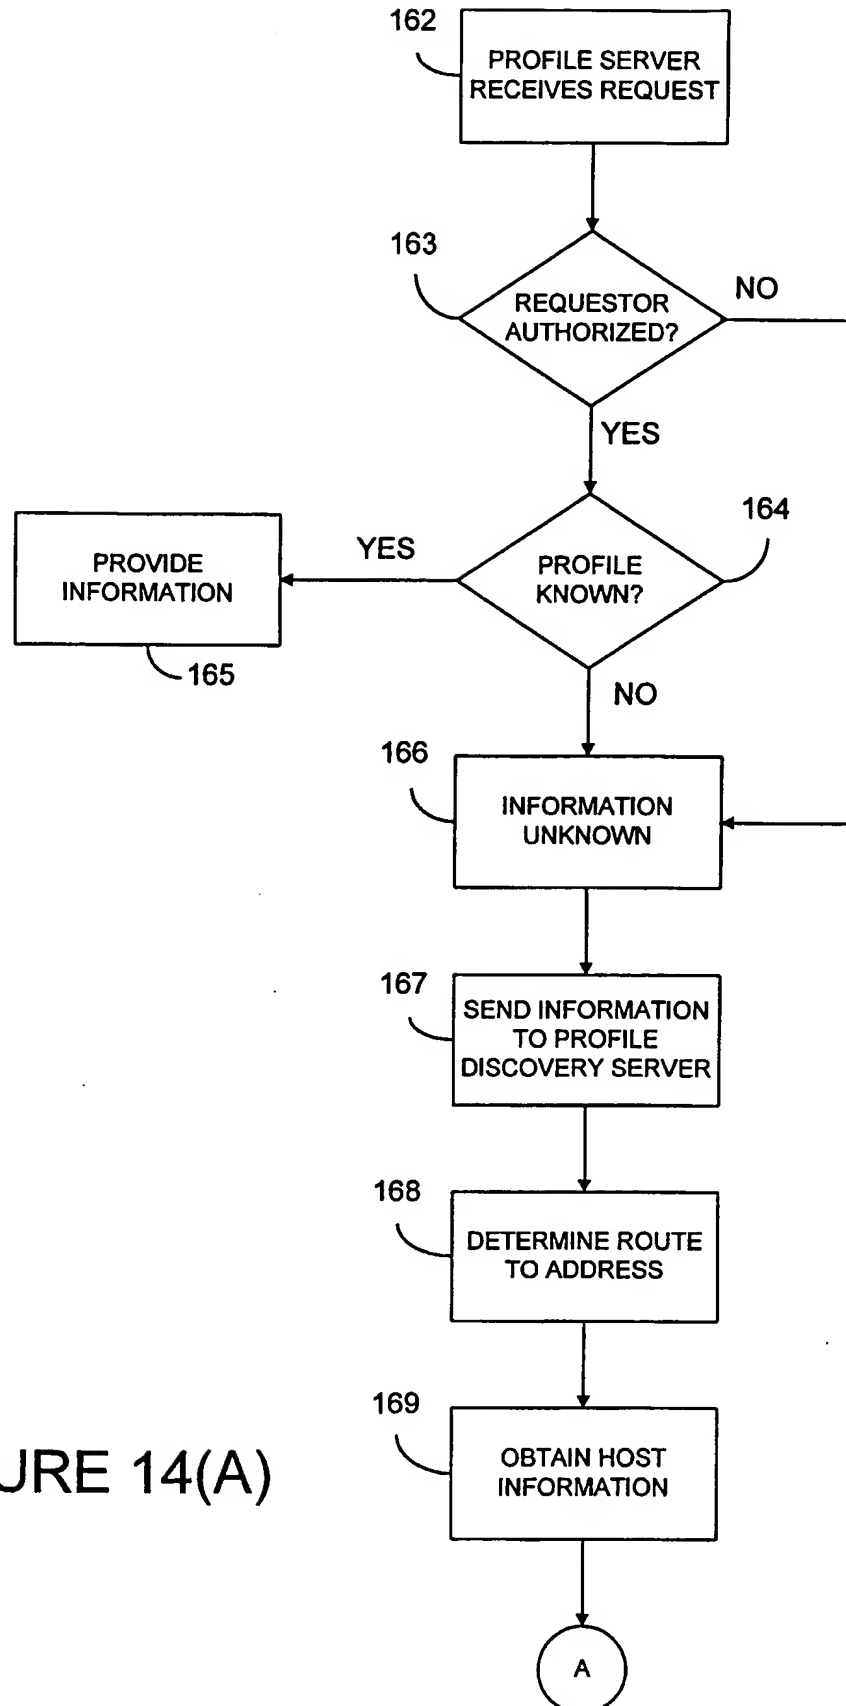 162
PROFILE SERVER
RECEIVES REQUEST
163
REQUESTOR
AUTHORIZED?
NO
YES
164
PROFILE
KNOWN?
YES
PROVIDE
INFORMATION
165
NO
166
INFORMATION
UNKNOWN
167
SEND INFORMATION
TO PROFILE
DISCOVERY SERVER
168
DETERMINE ROUTE
TO ADDRESS
169
OBTAIN HOST
INFORMATION
URE 14(A)
A